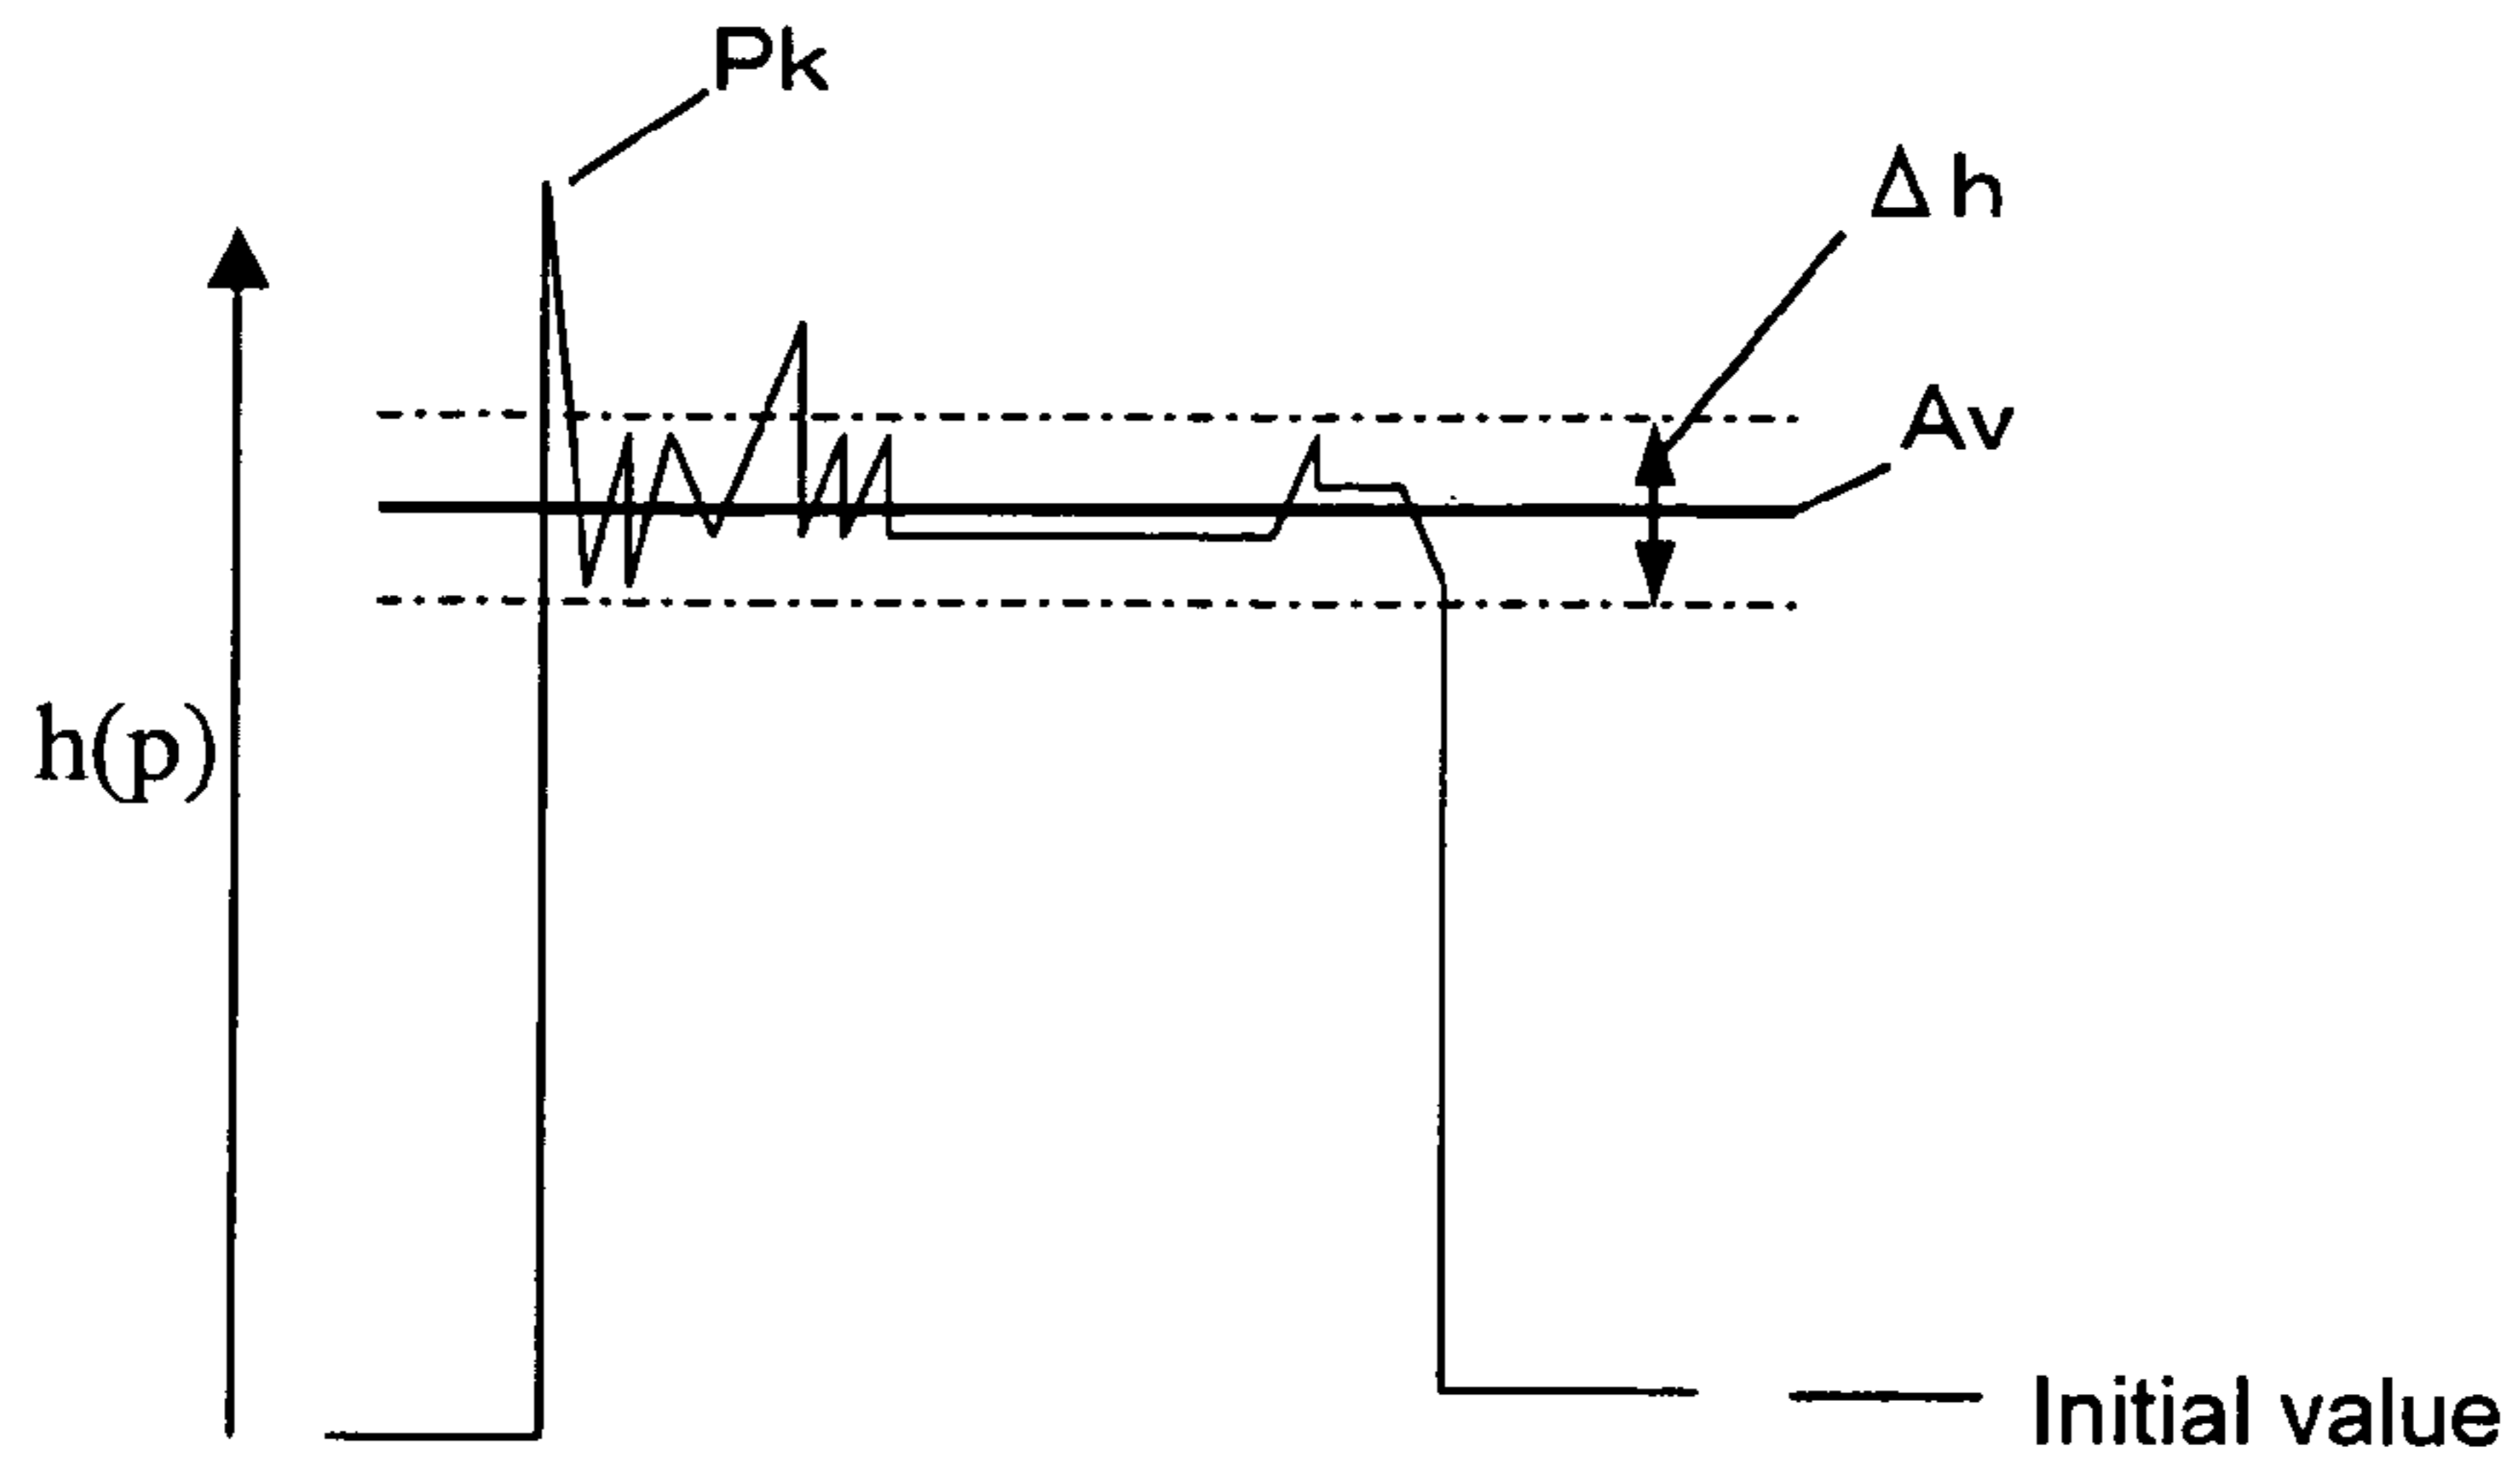 Pk
Δh
Av
h(p)
Initial value